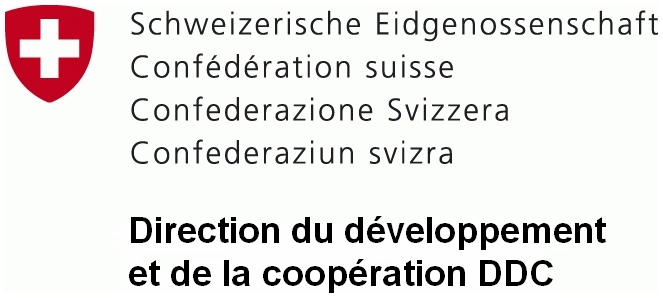 Schweizerische Eidgenossenschaft
Confédération suisse
Confederazione Svizzera
Confederaziun svizra
Direction du développement
et de la coopération DDC